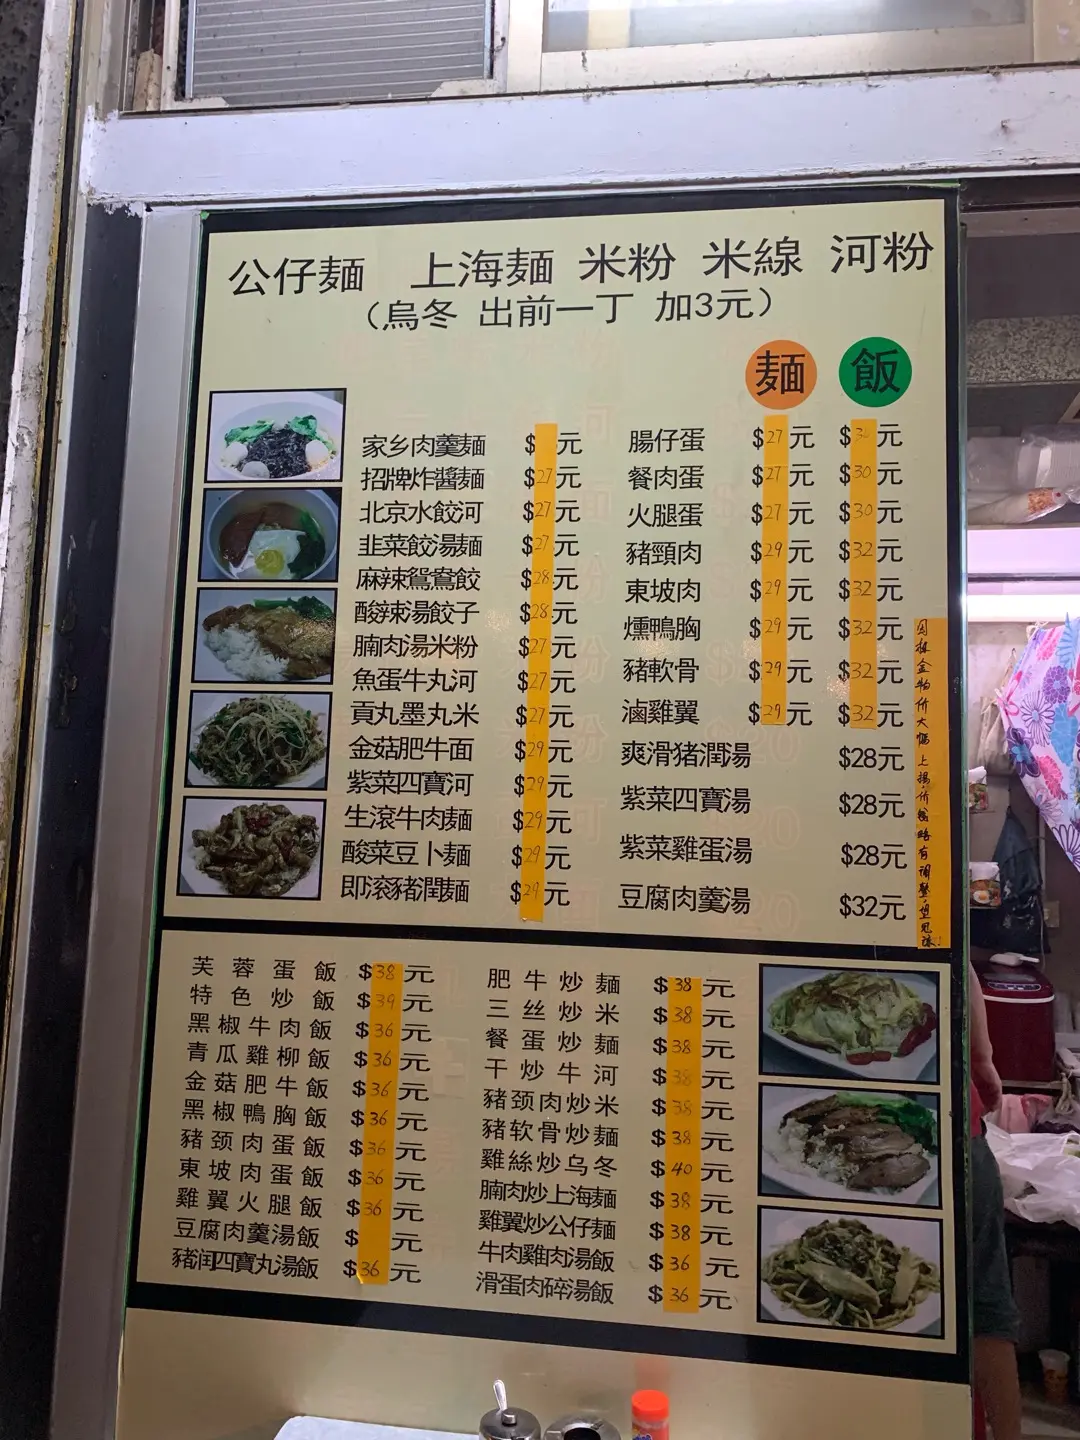 公仔麵 上海麵 米粉 米線 河粉
(烏冬 出前一丁 加3元)
麵 飯
家乡肉羹麵 $ 元
招牌炸醬麵 $27元
北京水餃河 $27元
韭菜餃湯麵 $27元
麻辣鴛鴦餃 $28元
酸辣湯餃子 $28元
腩肉湯米粉 $27元
魚蛋牛丸河 $27元
貢丸墨丸米 $27元
金菇肥牛面 $29元
紫菜四寶河 $29元
生滾牛肉麵 $29元
酸菜豆卜麵 $29元
即滚豬潤麵 $29元
腸仔蛋 $27元 $30元
餐肉蛋 $27元 $30元
火腿蛋 $27元 $30元
豬頸肉 $29元 $32元
東坡肉 $29元 $32元
燻鴨胸 $29元 $32元
豬軟骨 $29元 $32元
滷雞翼 $29元 $32元
爽滑猪潤湯 $28元
紫菜四寶湯 $28元
紫菜雞蛋湯 $28元
豆腐肉羹湯 $32元
因租金物价大幅上揚,价錢略有調整,望見諒!
芙蓉蛋飯 $38元
特色炒飯 $39元
黑椒牛肉飯 $36元
青瓜雞柳飯 $36元
金菇肥牛飯 $36元
黑椒鴨胸飯 $36元
豬颈肉蛋飯 $36元
東坡肉蛋飯 $36元
雞翼火腿飯 $36元
豆腐肉羹湯飯 $ 元
豬润四寶丸湯飯 $36元
肥牛炒麵 $38元
三丝炒米 $38元
餐蛋炒麵 $38元
干炒牛河 $38元
豬颈肉炒米 $38元
豬软骨炒麵 $38元
雞絲炒乌冬 $40元
腩肉炒上海麵 $38元
雞翼炒公仔麵 $38元
牛肉雞肉湯飯 $36元
滑蛋肉碎湯飯 $36元